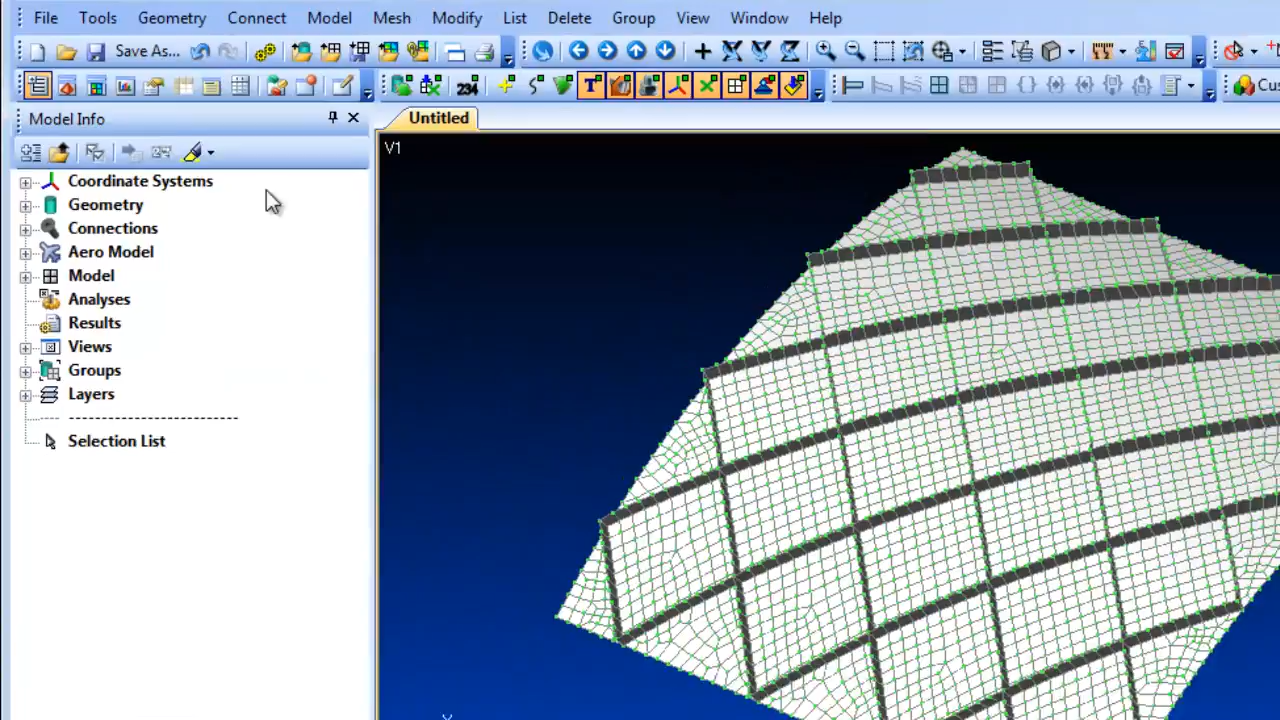 File Tools Geometry Connect Model Mesh Modify List Delete Group View Window Help
Save As...
234 T
Model Info
Untitled
V1
Coordinate Systems
Geometry
Connections
Aero Model
Model
Analyses
Results
Views
Groups
Layers
Selection List